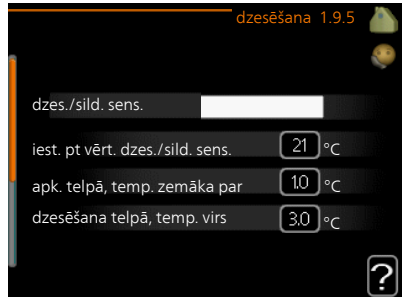 dzesēšana 1.9.5
dzes./sild. sens.
iest. pt vērt. dzes./sild. sens. 21 °C
apk. telpā, temp. zemāka par 1.0 °C
dzesēšana telpā, temp. virs 3.0 °C
?